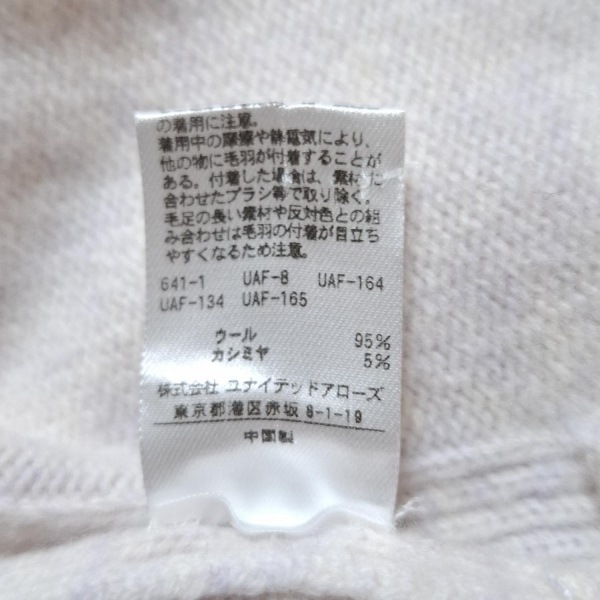 の着用に注意。
着用中の摩擦や静電気により、
他の物に毛羽が付着することが
ある。付着した場合は、素材に
合わせたブラシ等で取り除く。
毛足の長い素材や反対色との組
み合わせは毛羽の付着が目立ち
やすくなるため注意。
641-1 UAF-8 UAF-164
UAF-134 UAF-165
ウール 95%
カシミヤ 5%
株式会社 ユナイテッドアローズ
東京都港区赤坂 8-1-19
中国製